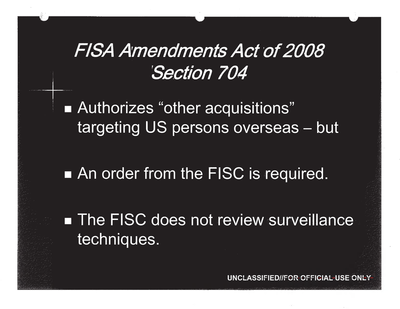 FISA Amendments Act of 2008
Section 704
■ Authorizes “other acquisitions”
targeting US persons overseas – but
■ An order from the FISC is required.
■ The FISC does not review surveillance
techniques.
UNCLASSIFIED//FOR OFFICIAL USE ONLY